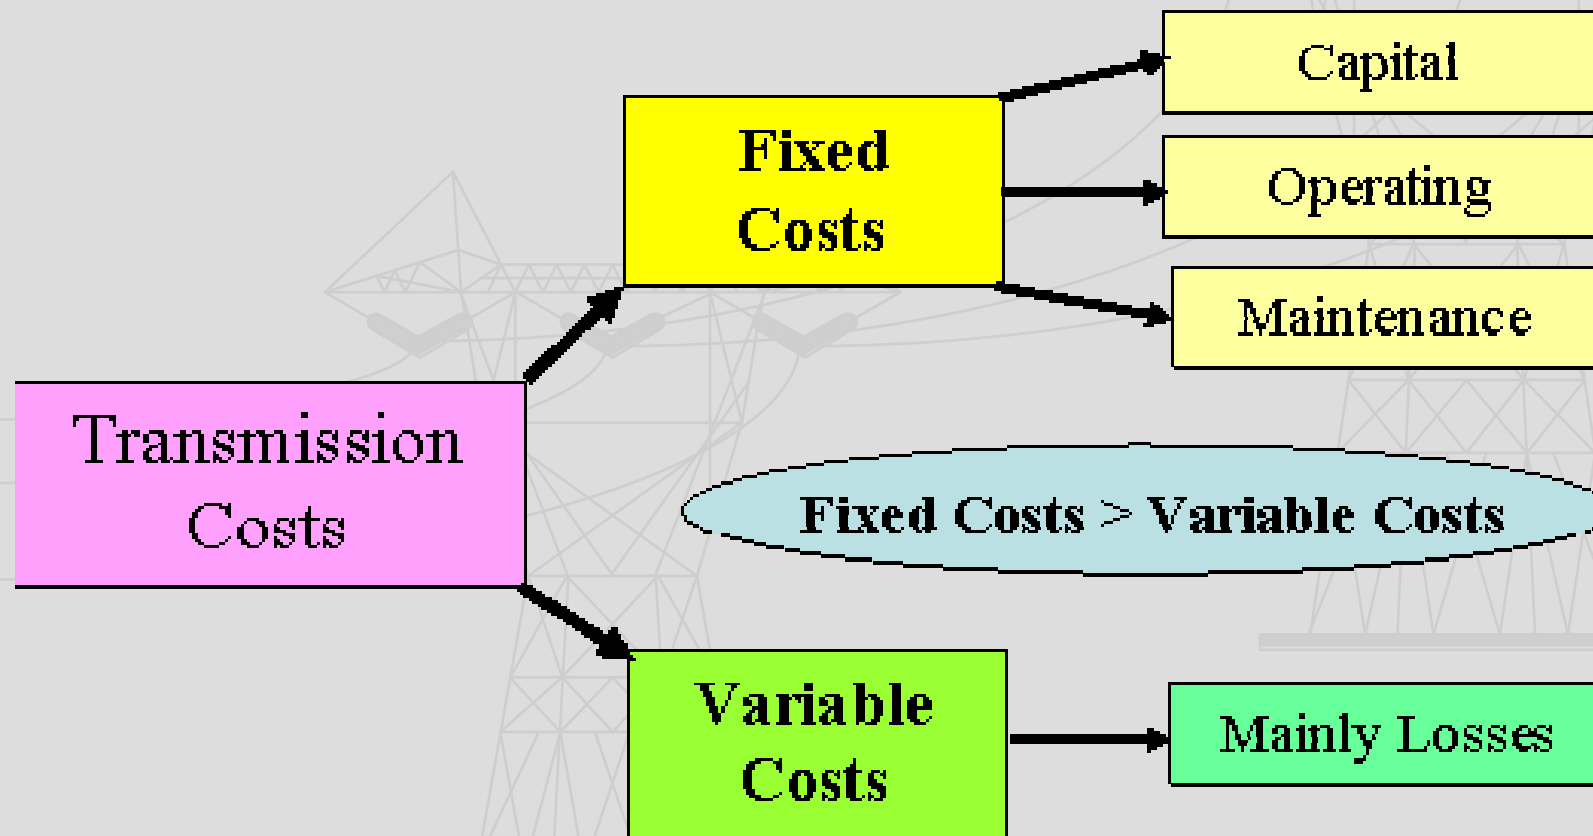 Capital
Fixed
Costs
Operating
Maintenance
Transmission
Costs
Fixed Costs > Variable Costs
Variable
Costs
Mainly Losses